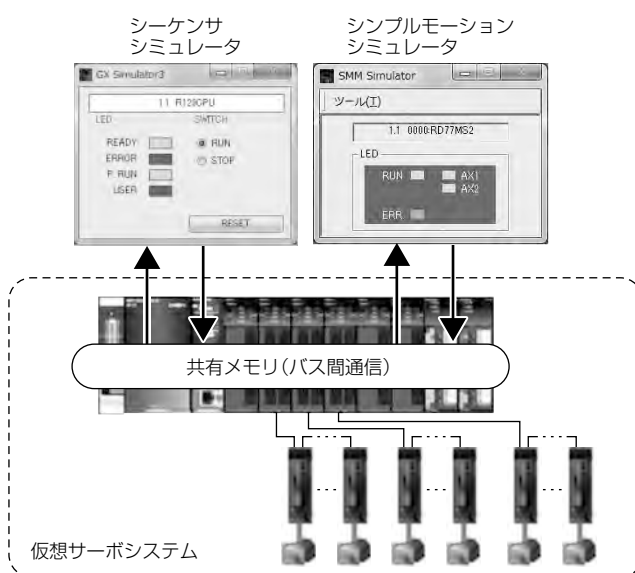 シーケンサ
シミュレータ
シンプルモーション
シミュレータ
GX Simulator3
1.1 R120CPU
LED
SWITCH
READY
RUN
ERROR
STOP
P. RUN
USER
RESET
SMM Simulator
ツール(T)
1.1 0000:RD77MS2
LED
RUN
AX1
AX2
ERR.
共有メモリ(バス間通信)
仮想サーボシステム